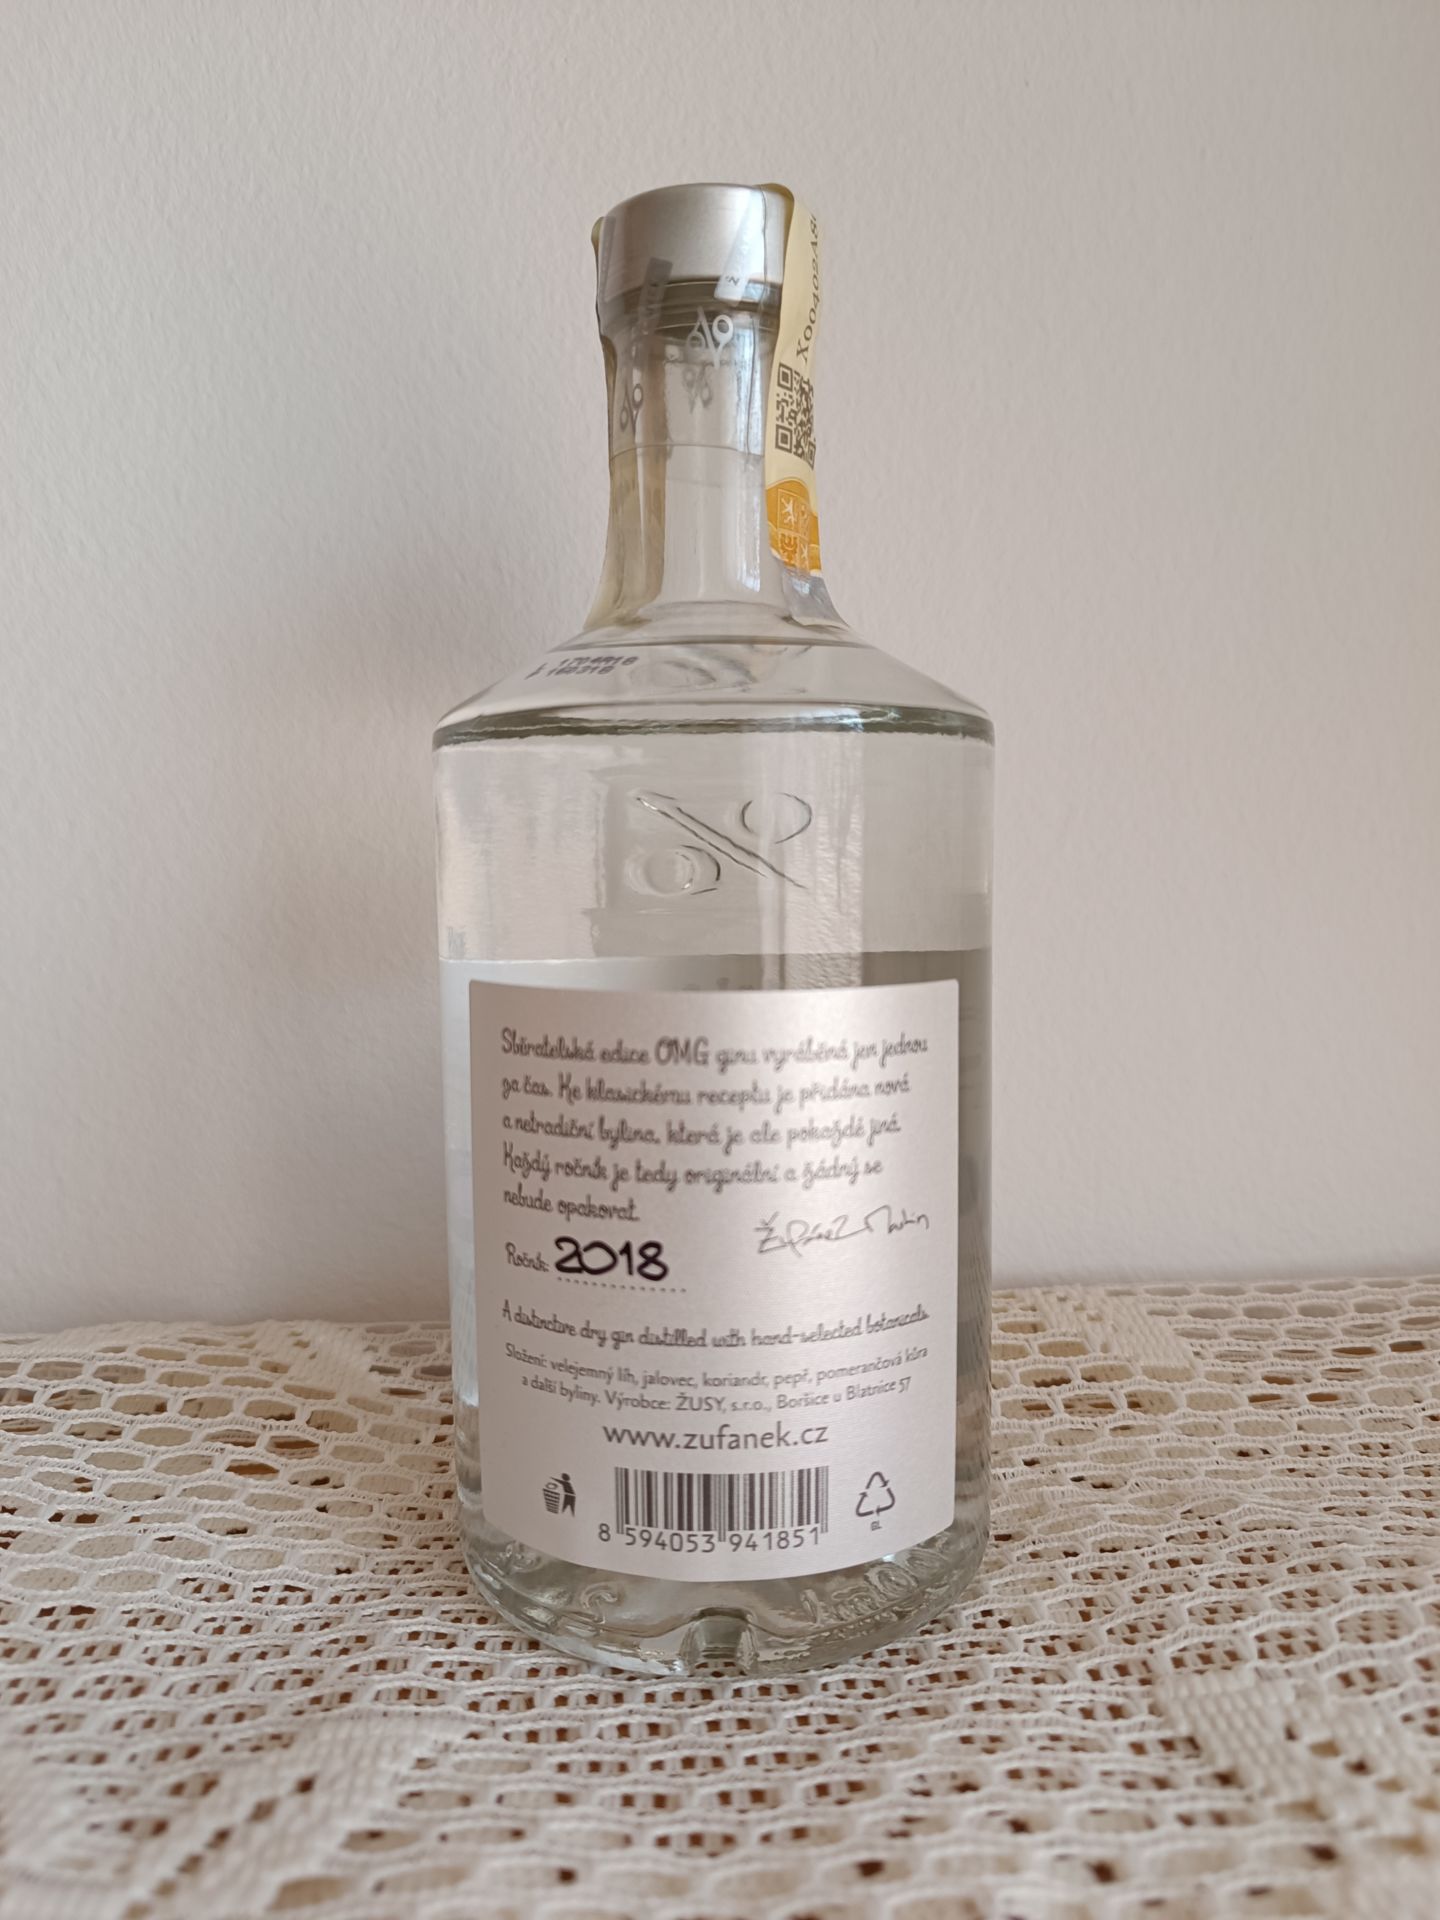 X00402A8
Sběratelská edice OMG ginu vyráběná jen jednou
za čas. Ke klasickému receptu je přidána nová
a netradiční bylina, která je ale pokaždé jiná.
Každý ročník je tedy originální a žádný se
nebude opakovat.
Žufánek Martin
Ročník: 2018
A distinctive dry gin distilled with hand-selected botanicals.
Složení: velejemný líh, jalovec, koriandr, pepř, pomerančová kůra
a další byliny. Výrobce: ŽUSY, s.r.o., Boršice u Blatnice 57
www.zufanek.cz
8 594053 941851